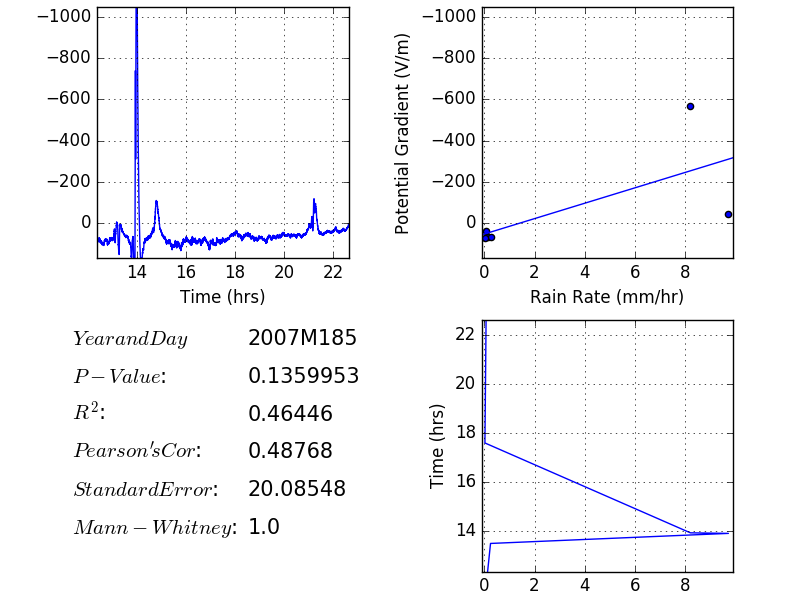 −1000
−800
−600
−400
−200
0
14 16 18 20 22
Time (hrs)
Potential Gradient (V/m)
−1000
−800
−600
−400
−200
0
0 2 4 6 8
Rain Rate (mm/hr)
YearandDay 2007M185
P − Value: 0.1359953
R²: 0.46446
Pearson'sCor: 0.48768
StandardError: 20.08548
Mann − Whitney: 1.0
Time (hrs)
22
20
18
16
14
0 2 4 6 8